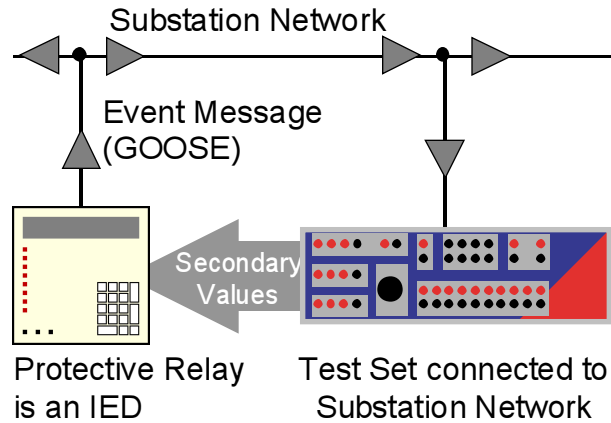 Substation Network
Event Message
(GOOSE)
Secondary
Values
Protective Relay
is an IED
Test Set connected to
Substation Network